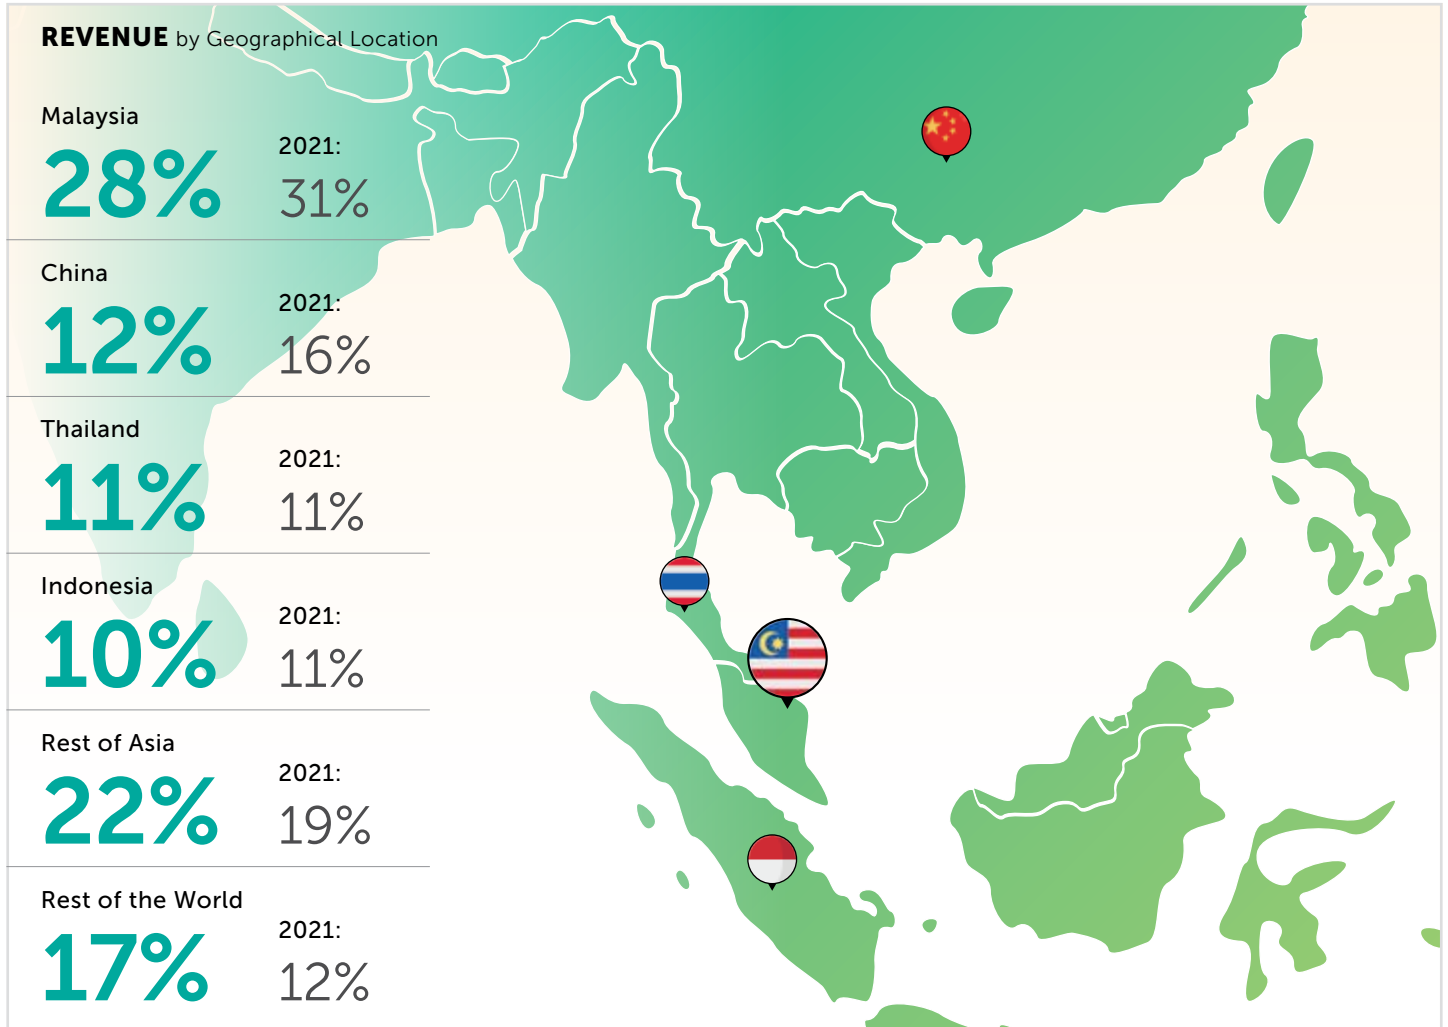 REVENUE by Geographical Location
Malaysia
28%
2021:
31%
China
12%
2021:
16%
Thailand
11%
2021:
11%
Indonesia
10%
2021:
11%
Rest of Asia
22%
2021:
19%
Rest of the World
17%
2021:
12%